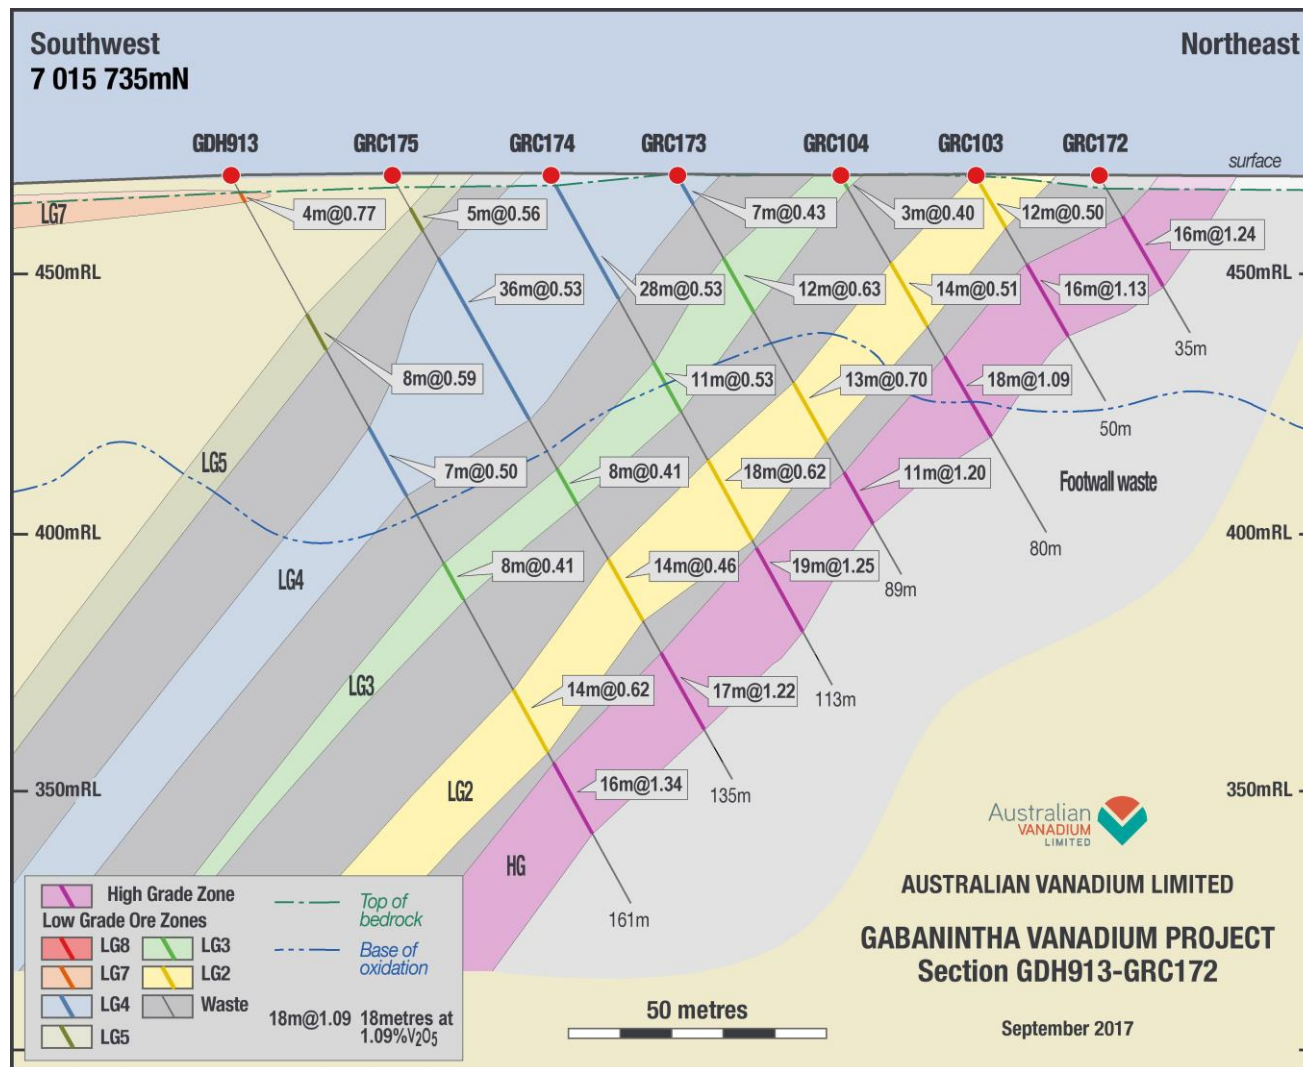 Southwest
7 015 735mN
Northeast
GDH913
GRC175
GRC174
GRC173
GRC104
GRC103
GRC172
surface
LG7
4m@0.77
5m@0.56
7m@0.43
3m@0.40
12m@0.50
16m@1.24
450mRL
36m@0.53
28m@0.53
12m@0.63
14m@0.51
16m@1.13
450mRL
35m
8m@0.59
11m@0.53
13m@0.70
18m@1.09
50m
LG5
7m@0.50
8m@0.41
18m@0.62
11m@1.20
Footwall waste
400mRL
400mRL
80m
LG4
8m@0.41
14m@0.46
19m@1.25
89m
LG3
14m@0.62
17m@1.22
113m
350mRL
LG2
16m@1.34
135m
350mRL
HG
161m
Australian
VANADIUM
LIMITED
AUSTRALIAN VANADIUM LIMITED
GABANINTHA VANADIUM PROJECT
Section GDH913-GRC172
September 2017
50 metres
High Grade Zone
Low Grade Ore Zones
LG8
LG3
LG7
LG2
LG4
Waste
LG5
Top of
bedrock
Base of
oxidation
18m@1.09
18metres at
1.09%V₂O₅